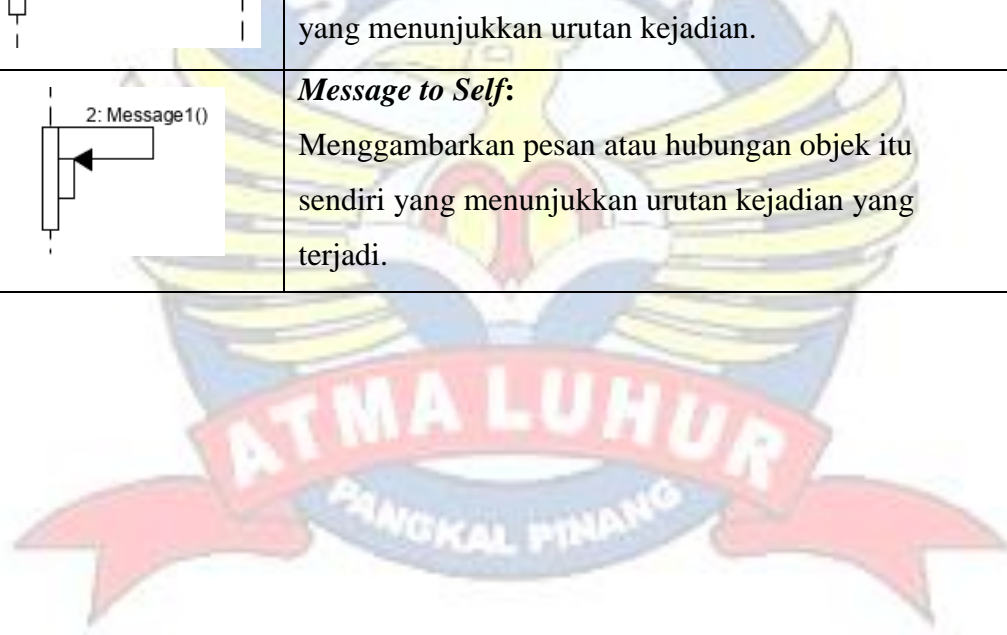 yang menunjukkan urutan kejadian.
2: Message1()
Message to Self:
Menggambarkan pesan atau hubungan objek itu
sendiri yang menunjukkan urutan kejadian yang
terjadi.
ATMA LUHUR
PANGKAL PINANG